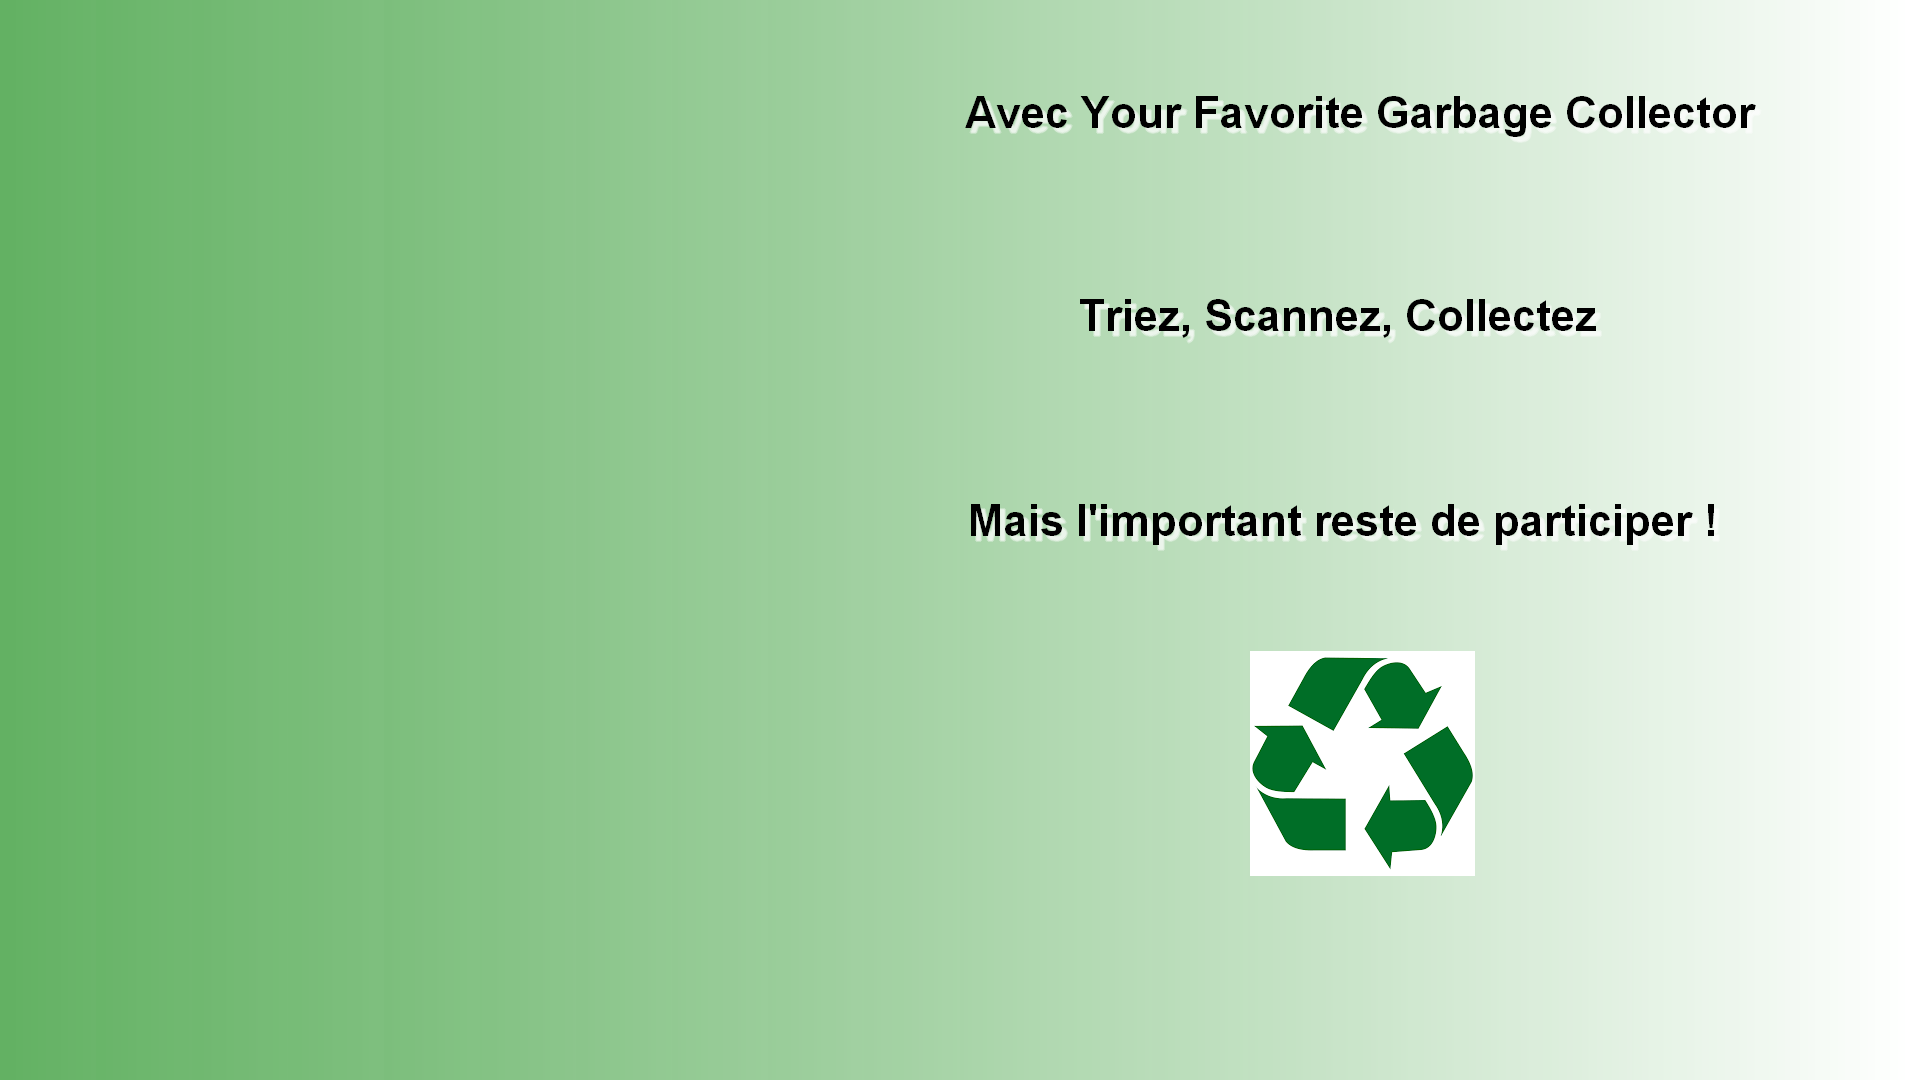 Avec Your Favorite Garbage Collector
Triez, Scannez, Collectez
Mais l'important reste de participer !